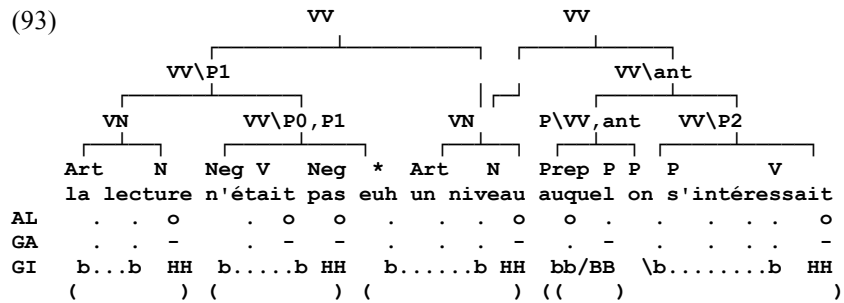 (93) VV VV
VV\P1 VV\ant
VN VV\P0,P1 VN P\VV,ant VV\P2
Art N Neg V Neg * Art N Prep P P P V
la lecture n'était pas euh un niveau auquel on s'intéressait
AL . . o . o o . . . o o . . . . . o
GA . . - . - - . . . - . . . . . . -
GI b...b HH b.....b HH b.......b HH bb/BB \b........b HH
( ) ( ) ( ) (( ) )